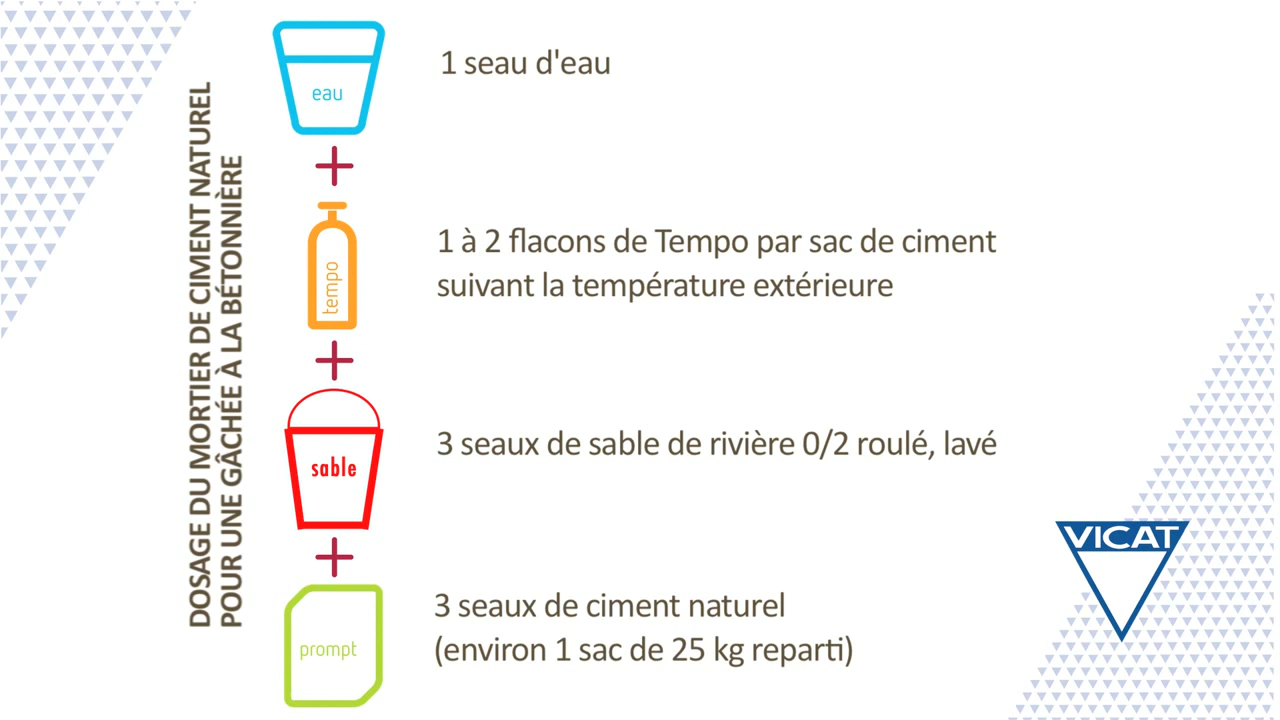 DOSAGE DU MORTIER DE CIMENT NATUREL
POUR UNE GÂCHÉE À LA BÉTONNIÈRE
eau
1 seau d'eau
tempo
1 à 2 flacons de Tempo par sac de ciment
suivant la température extérieure
sable
3 seaux de sable de rivière 0/2 roulé, lavé
prompt
3 seaux de ciment naturel
(environ 1 sac de 25 kg reparti)
VICAT